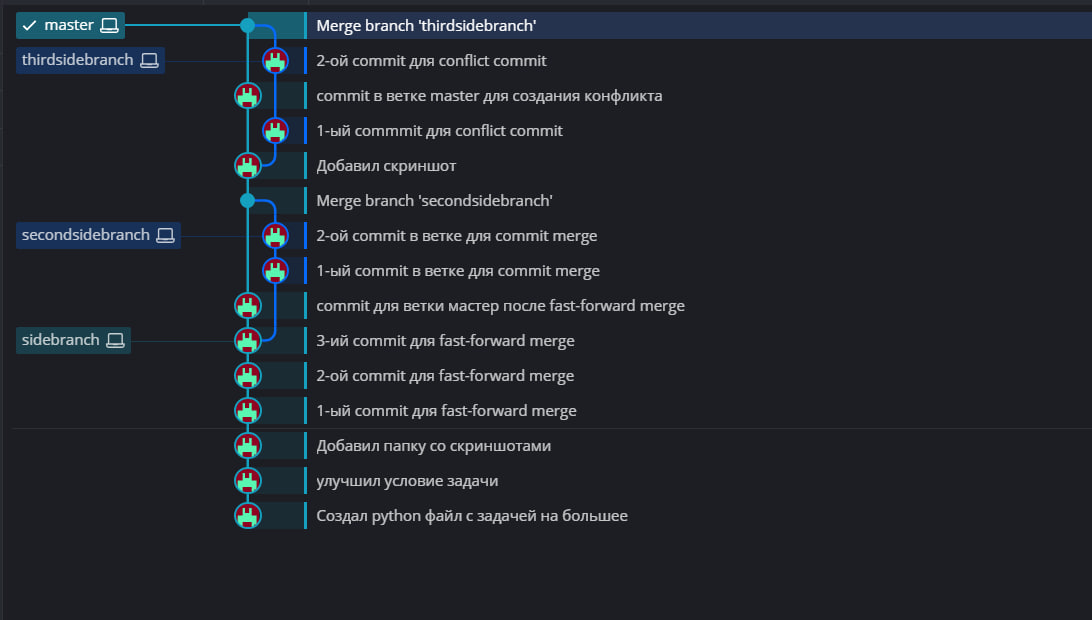 master Merge branch 'thirdsidebranch'
thirdsidebranch 2-ой commit для conflict commit
commit в ветке master для создания конфликта
1-ый commmit для conflict commit
Добавил скриншот
Merge branch 'secondsidebranch'
secondsidebranch 2-ой commit в ветке для commit merge
1-ый commit в ветке для commit merge
commit для ветки мастер после fast-forward merge
sidebranch 3-ий commit для fast-forward merge
2-ой commit для fast-forward merge
1-ый commit для fast-forward merge
Добавил папку со скриншотами
улучшил условие задачи
Создал python файл с задачей на большее